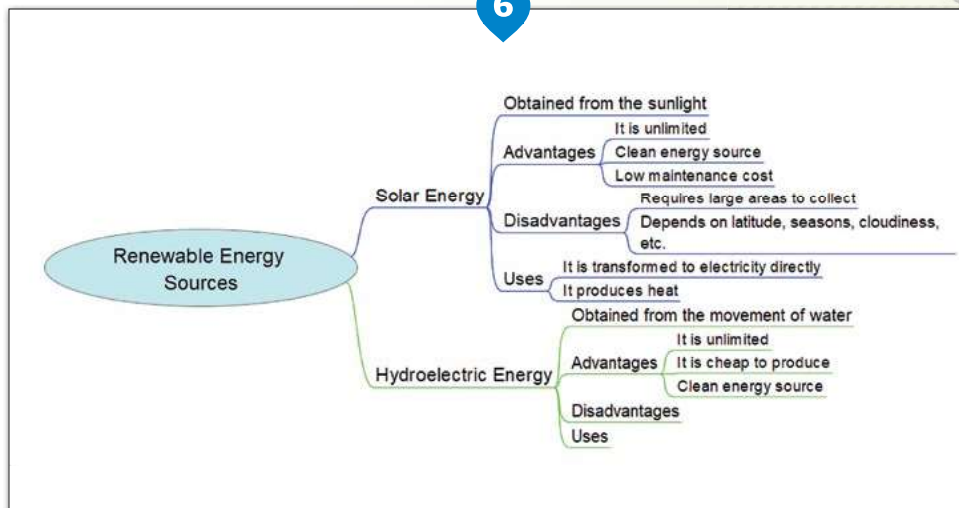 6
Renewable Energy
Sources
Solar Energy
Obtained from the sunlight
Advantages
It is unlimited
Clean energy source
Low maintenance cost
Disadvantages
Requires large areas to collect
Depends on latitude, seasons, cloudiness,
etc.
Uses
It is transformed to electricity directly
It produces heat
Hydroelectric Energy
Obtained from the movement of water
Advantages
It is unlimited
It is cheap to produce
Clean energy source
Disadvantages
Uses